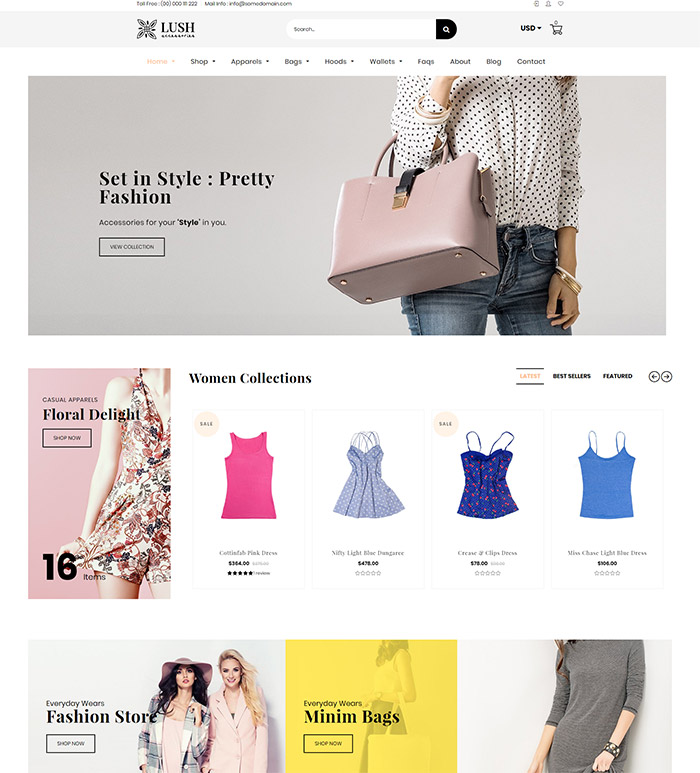 Toll Free : (00) 000 111 222 Mail Info : info@somedomain.com
LUSH
accessories
Search..
USD
0
Home Shop Apparels Bags Hoods Wallets Faqs About Blog Contact
Set in Style : Pretty
Fashion
Accessories for your 'Style' in you.
VIEW COLLECTION
CASUAL APPARELS
Floral Delight
SHOP NOW
16 Items
Women Collections
LATEST BEST SELLERS FEATURED
SALE
SALE
Cottinfab Pink Dress
$364.00
1 review
Nifty Light Blue Dungaree
$478.00
Crease & Clips Dress
$78.00
Miss Chase Light Blue Dress
$106.00
Everyday Wears
Fashion Store
SHOP NOW
Everyday Wears
Minim Bags
SHOP NOW